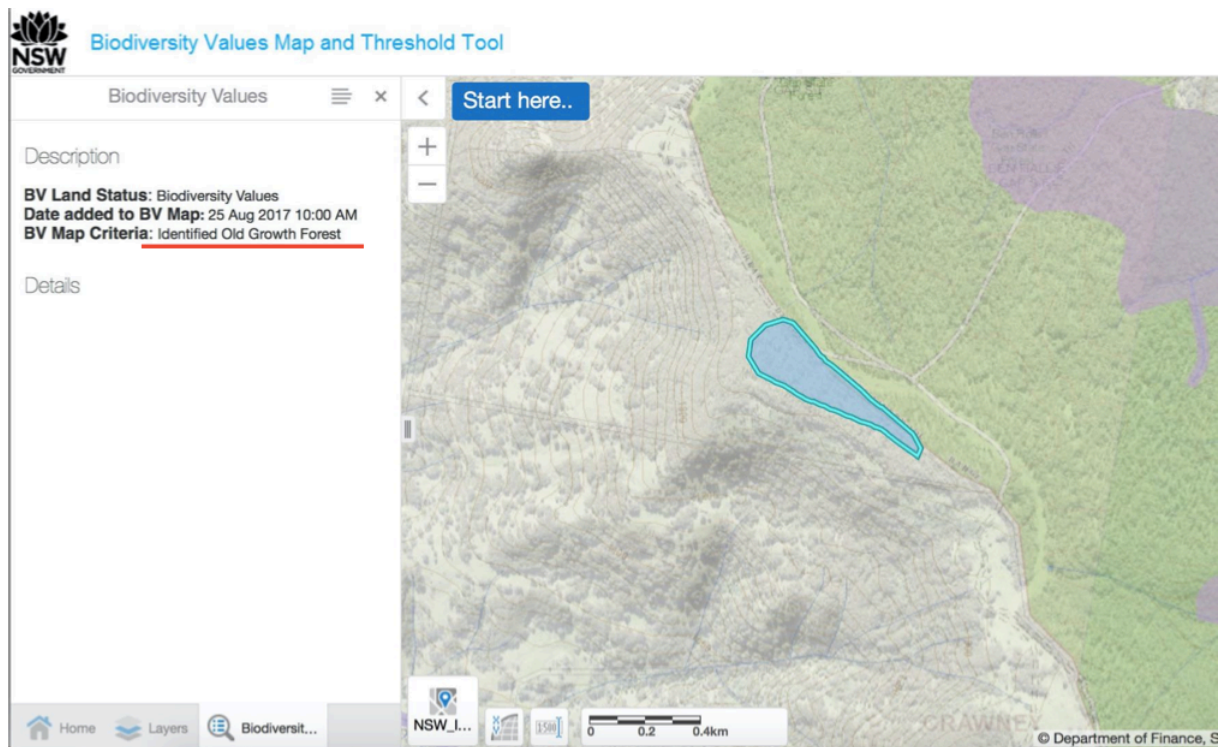 NSW
GOVERNMENT
Biodiversity Values Map and Threshold Tool
Biodiversity Values
Start here..
Description
BV Land Status: Biodiversity Values
Date added to BV Map: 25 Aug 2017 10:00 AM
BV Map Criteria: Identified Old Growth Forest
Details
Home
Layers
Biodiversit...
NSW_I...
0 0.2 0.4km
RAWNEY
© Department of Finance, S